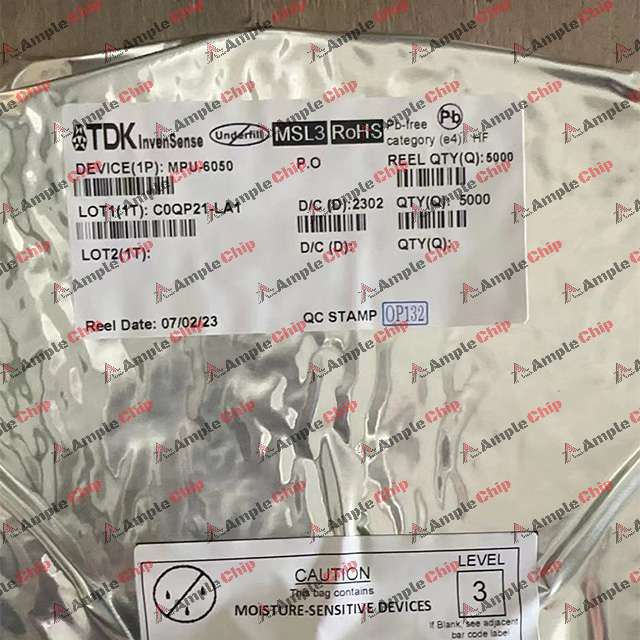 TDK InvenSense Underfill MSL3 RoHS Pb-free category (e4) HF Pb
DEVICE(1P): MPU-6050 P.O REEL QTY(Q): 5000
LOT1(1T): C0QP21-LA1 D/C (D):2302 QTY(Q): 5000
LOT2(1T): D/C (D): QTY(Q):
Reel Date: 07/02/23 QC STAMP OP132
CAUTION
This bag contains
MOISTURE-SENSITIVE DEVICES
LEVEL
3
If Blank, see adjacent
bar code label
Ample Chip